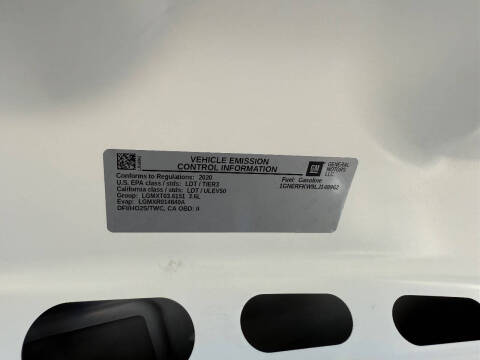 VEHICLE EMISSION
CONTROL INFORMATION
Conforms to Regulations: 2020
U.S. EPA class / stds: LDT / TIER3
California class / stds: LDT / ULEV50
Group: LGMXT03.6151 3.6L
Evap: LGMXR0148
DFI/HO2S/TWC, CA OBD: II
GM
GENERAL
MOTORS
LLC
Fuel: Gasoline